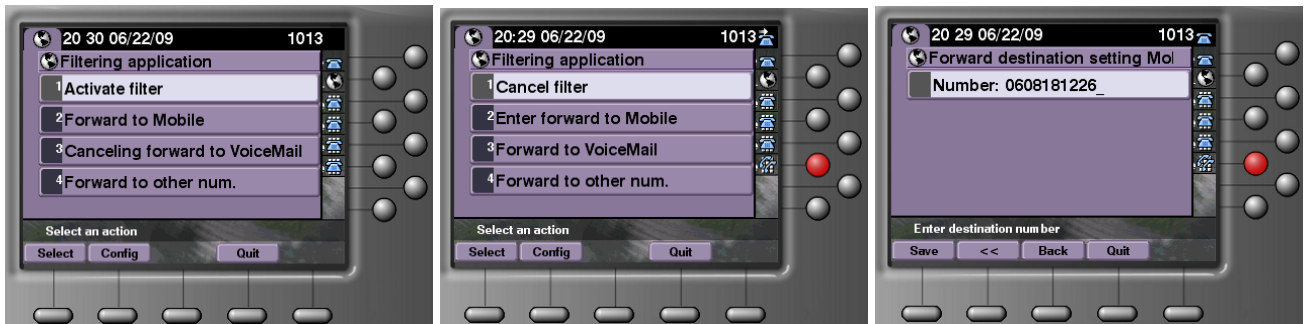 20 30 06/22/09 1013
Filtering application
1 Activate filter
2 Forward to Mobile
3 Canceling forward to VoiceMail
4 Forward to other num.
Select an action
Select Config Quit
20:29 06/22/09 1013
Filtering application
1 Cancel filter
2 Enter forward to Mobile
3 Forward to VoiceMail
4 Forward to other num.
Select an action
Select Config Quit
20 29 06/22/09 1013
Forward destination setting Mo
Number: 0608181226_
Enter destination number
Save << Back Quit